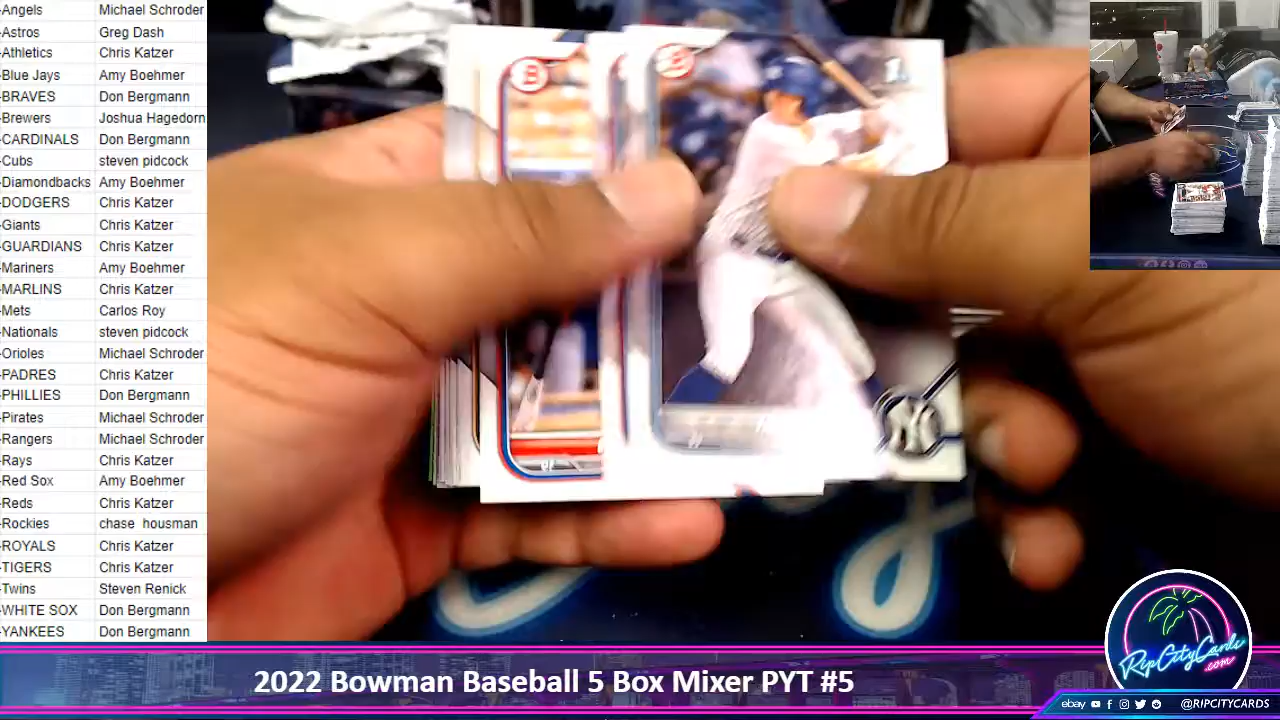 -Angels Michael Schroder
-Astros Greg Dash
-Athletics Chris Katzer
-Blue Jays Amy Boehmer
-BRAVES Don Bergmann
-Brewers Joshua Hagedorn
-CARDINALS Don Bergmann
-Cubs steven pidcock
-Diamondbacks Amy Boehmer
-DODGERS Chris Katzer
-Giants Chris Katzer
-GUARDIANS Chris Katzer
-Mariners Amy Boehmer
-MARLINS Chris Katzer
-Mets Carlos Roy
-Nationals steven pidcock
-Orioles Michael Schroder
-PADRES Chris Katzer
-PHILLIES Don Bergmann
-Pirates Michael Schroder
-Rangers Michael Schroder
-Rays Chris Katzer
-Red Sox Amy Boehmer
-Reds Chris Katzer
-Rockies chase housman
-ROYALS Chris Katzer
-TIGERS Chris Katzer
-Twins Steven Renick
-WHITE SOX Don Bergmann
-YANKEES Don Bergmann
B
NY
RipCityCards
.com
2022 Bowman Baseball 5 Box Mixer PYT #5
ebay @RIPCITYCARDS